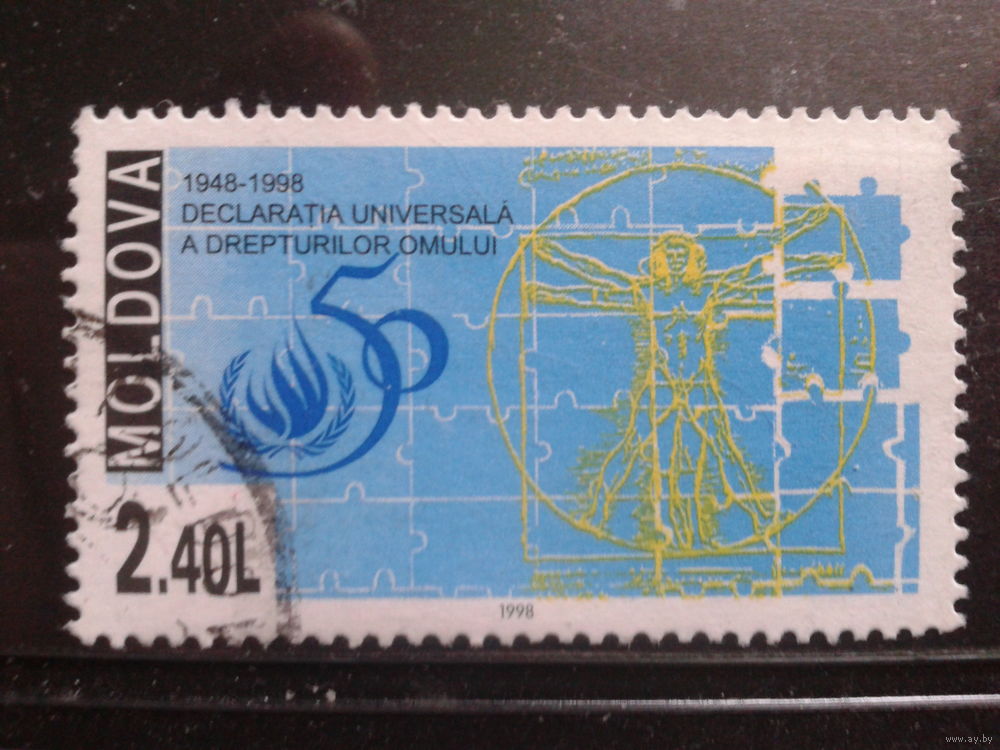 MOLDOVA
1948-1998
DECLARAȚIA UNIVERSALĂ
A DREPTURILOR OMULUI
50
2.40L
1998
www.ay.by